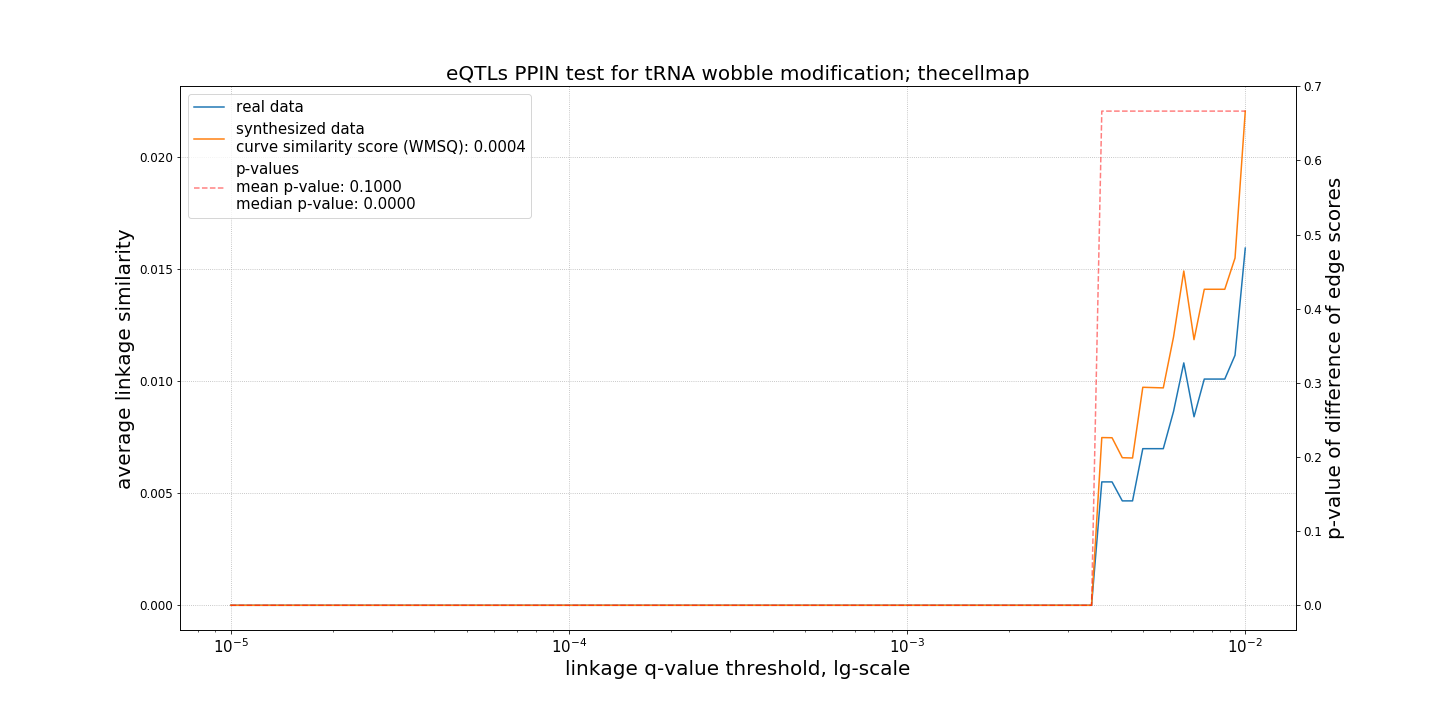 eQTLs PPIN test for tRNA wobble modification; thecellmap
real data
synthesized data
curve similarity score (WMSQ): 0.0004
p-values
mean p-value: 0.1000
median p-value: 0.0000
average linkage similarity
0.020
0.015
0.010
0.005
0.000
0.7
0.6
0.5
0.4
0.3
0.2
0.1
0.0
p-value of difference of edge scores
10⁻⁵
10⁻⁴
10⁻³
10⁻²
linkage q-value threshold, lg-scale